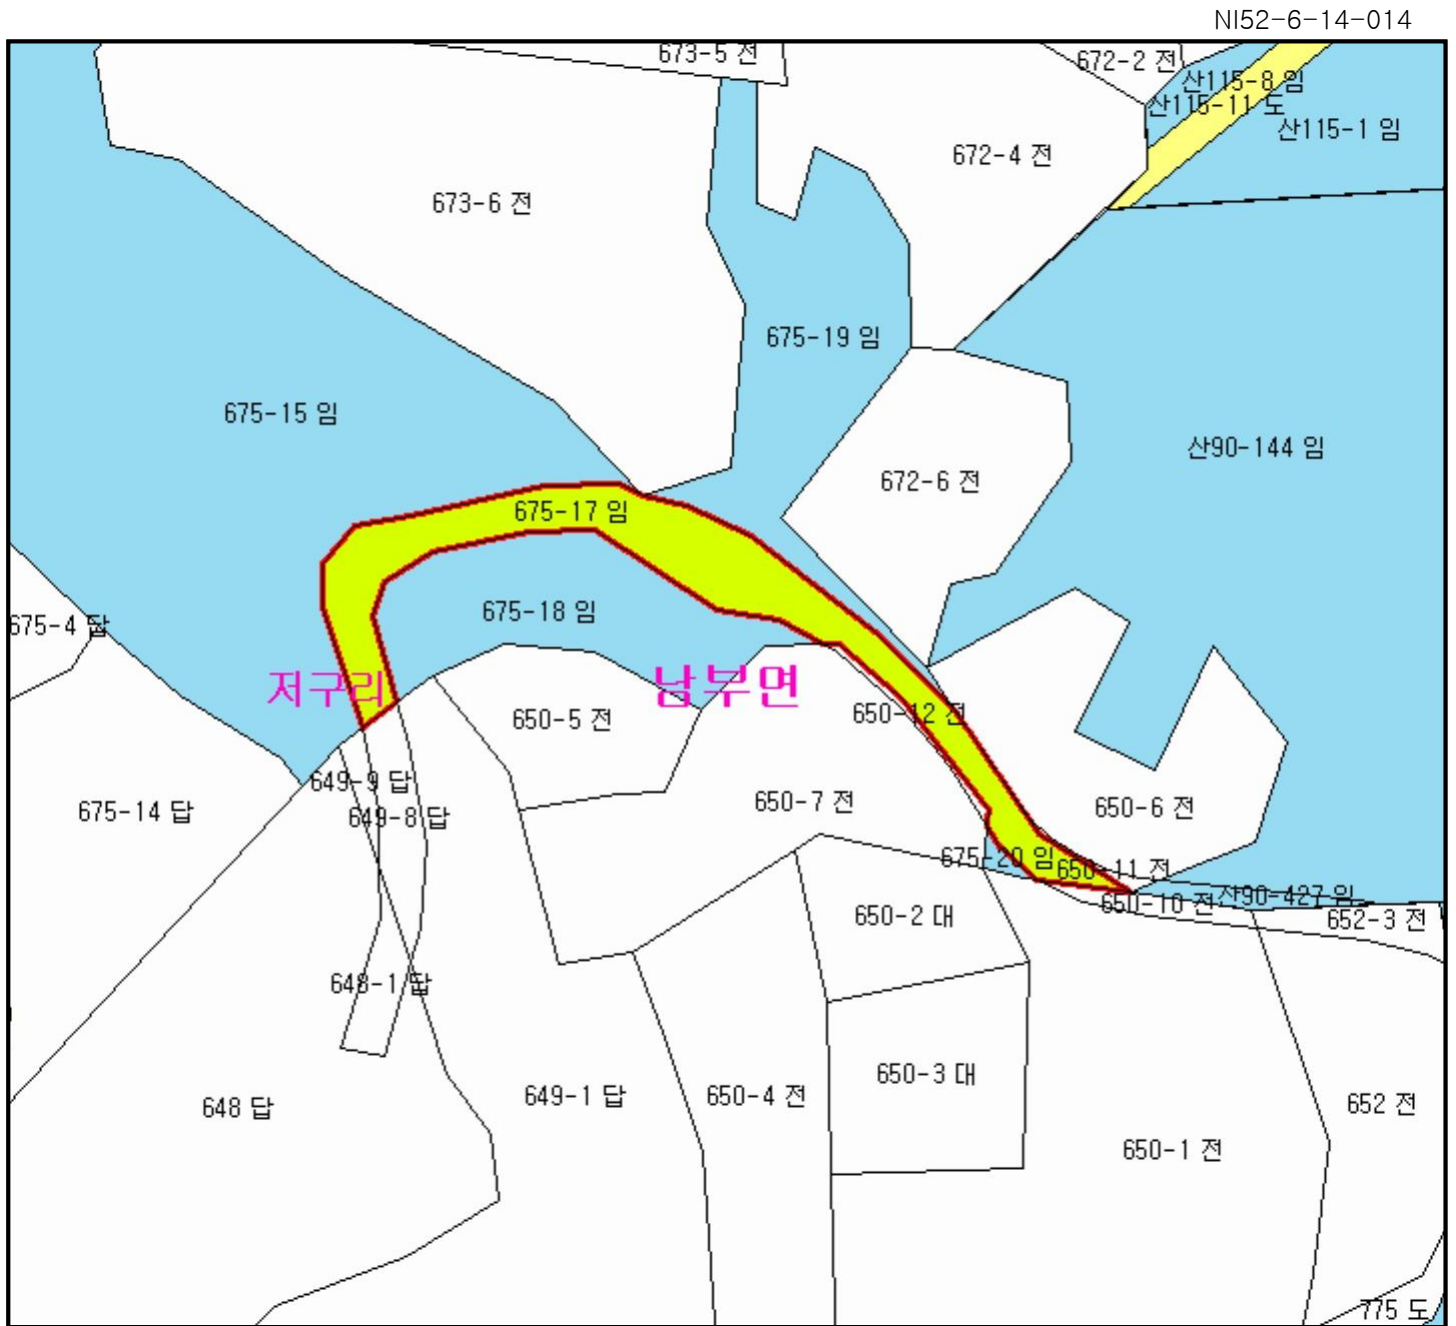 NI52-6-14-014
673-5 전
672-2 전
산115-8 임
산115-11 도
산115-1 임
672-4 전
673-6 전
675-19 임
675-15 임
산90-144 임
672-6 전
675-17 임
675-18 임
675-4 답
저구리
남부면
650-12 전
650-5 전
649-9 답
650-7 전
650-6 전
675-14 답
649-8 답
675-20 임
650-11 전
산90-427 임
650-10 전
650-2 대
652-3 전
648-1 답
650-3 대
649-1 답
650-4 전
652 전
648 답
650-1 전
775 도